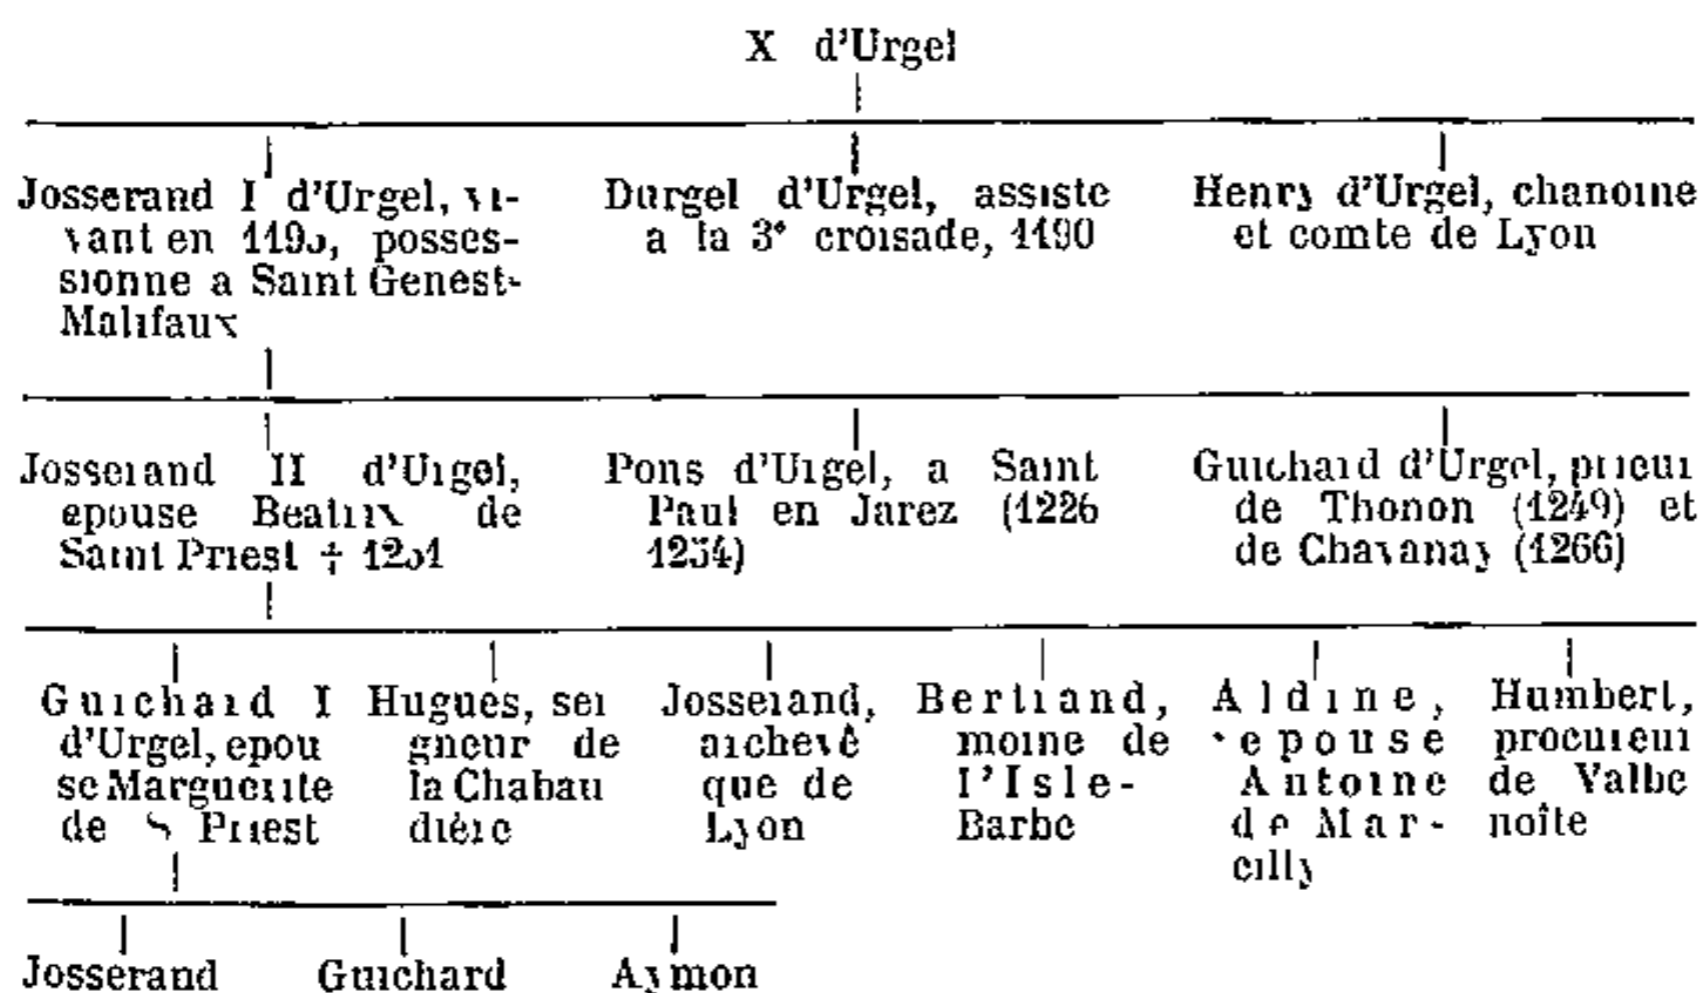 X d'Urgel
Josserand I d'Urgel, vi-
vant en 1195, posses-
sionne a Saint Genest-
Malifaux
Durgel d'Urgel, assiste
a la 3e croisade, 1190
Henry d'Urgel, chanoine
et comte de Lyon
Josserand II d'Urgel,
epouse Beatrix de
Saint Priest ÷ 1251
Pons d'Urgel, a Saint
Paul en Jarez (1226
1254)
Guichard d'Urgel, prieur
de Thonon (1249) et
de Chavanay (1266)
Guichard I
d'Urgel, epou
se Marguerite
de S Priest
Hugues, sei
gneur de
la Chabau
dière
Josserand,
archevê
que de
Lyon
Bertrand,
moine de
l'Isle-
Barbe
Aldine,
epouse
Antoine
de Mar-
cilly
Humbert,
procureur
de Valbe
noîte
Josserand
Guichard
Aymon